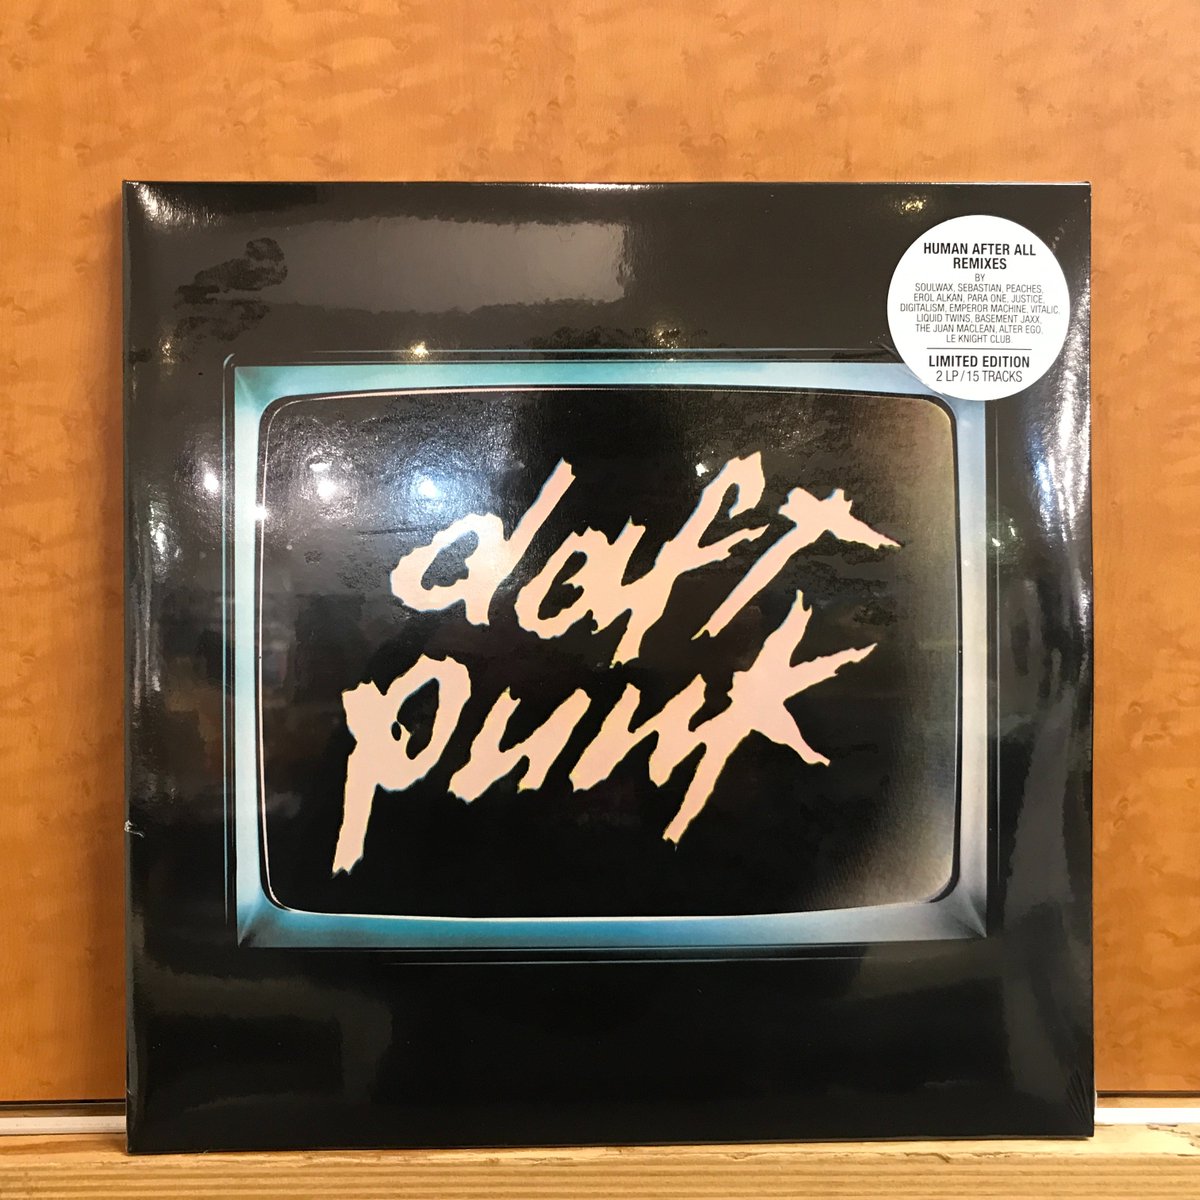 HUMAN AFTER ALL
REMIXES
BY
SOULWAX, SEBASTIAN, PEACHES,
EROL ALKAN, PARA ONE, JUSTICE,
DIGITALISM, EMPEROR MACHINE, VITALIC,
LIQUID TWINS, BASEMENT JAXX,
THE JUAN MACLEAN, ALTER EGO,
LE KNIGHT CLUB.
LIMITED EDITION
2 LP / 15 TRACKS
daft
punk